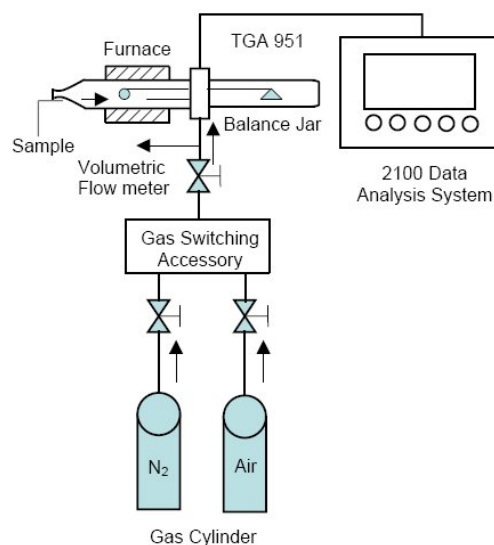 Furnace
TGA 951
Sample
Balance Jar
Volumetric
Flow meter
2100 Data
Analysis System
Gas Switching
Accessory
N₂
Air
Gas Cylinder